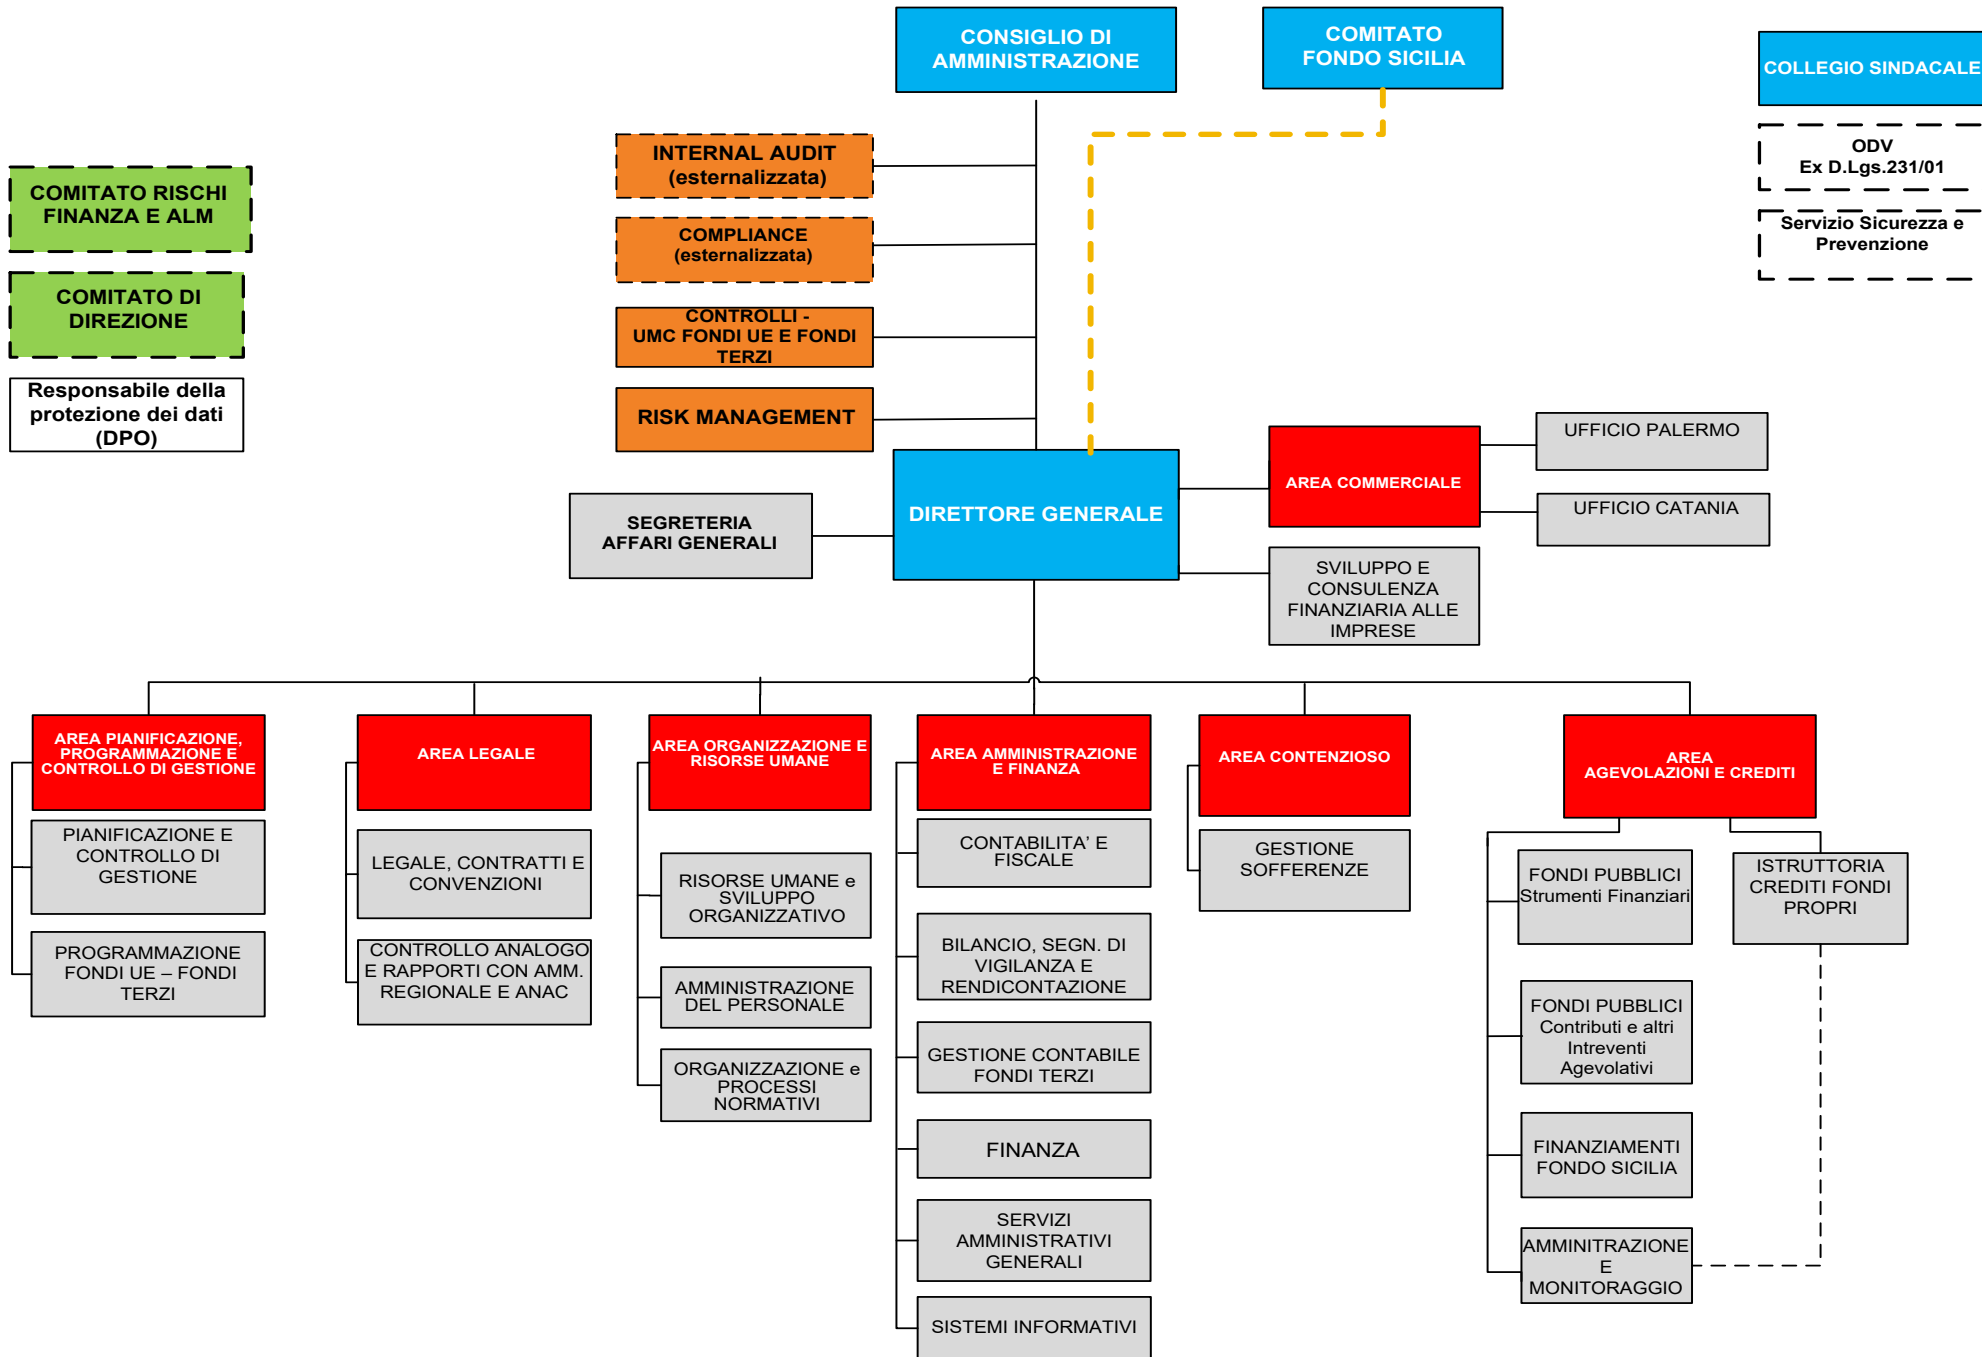 CONSIGLIO DI
AMMINISTRAZIONE
COMITATO
FONDO SICILIA
COLLEGIO SINDACALE
ODV
Ex D.Lgs.231/01
Servizio Sicurezza e
Prevenzione
COMITATO RISCHI
FINANZA E ALM
COMITATO DI
DIREZIONE
Responsabile della
protezione dei dati
(DPO)
INTERNAL AUDIT
(esternalizzata)
COMPLIANCE
(esternalizzata)
CONTROLLI -
UMC FONDI UE E FONDI
TERZI
RISK MANAGEMENT
DIRETTORE GENERALE
SEGRETERIA
AFFARI GENERALI
AREA COMMERCIALE
UFFICIO PALERMO
UFFICIO CATANIA
SVILUPPO E
CONSULENZA
FINANZIARIA ALLE
IMPRESE
AREA PIANIFICAZIONE,
PROGRAMMAZIONE E
CONTROLLO DI GESTIONE
PIANIFICAZIONE E
CONTROLLO DI
GESTIONE
PROGRAMMAZIONE
FONDI UE – FONDI
TERZI
AREA LEGALE
LEGALE, CONTRATTI E
CONVENZIONI
CONTROLLO ANALOGO
E RAPPORTI CON AMM.
REGIONALE E ANAC
AREA ORGANIZZAZIONE E
RISORSE UMANE
RISORSE UMANE e
SVILUPPO
ORGANIZZATIVO
AMMINISTRAZIONE
DEL PERSONALE
ORGANIZZAZIONE e
PROCESSI
NORMATIVI
AREA AMMINISTRAZIONE
E FINANZA
CONTABILITA’ E
FISCALE
BILANCIO, SEGN. DI
VIGILANZA E
RENDICONTAZIONE
GESTIONE CONTABILE
FONDI TERZI
FINANZA
SERVIZI
AMMINISTRATIVI
GENERALI
SISTEMI INFORMATIVI
AREA CONTENZIOSO
GESTIONE
SOFFERENZE
AREA
AGEVOLAZIONI E CREDITI
FONDI PUBBLICI
Strumenti Finanziari
FONDI PUBBLICI
Contributi e altri
Intreventi
Agevolativi
FINANZIAMENTI
FONDO SICILIA
AMMINITRAZIONE
E
MONITORAGGIO
ISTRUTTORIA
CREDITI FONDI
PROPRI